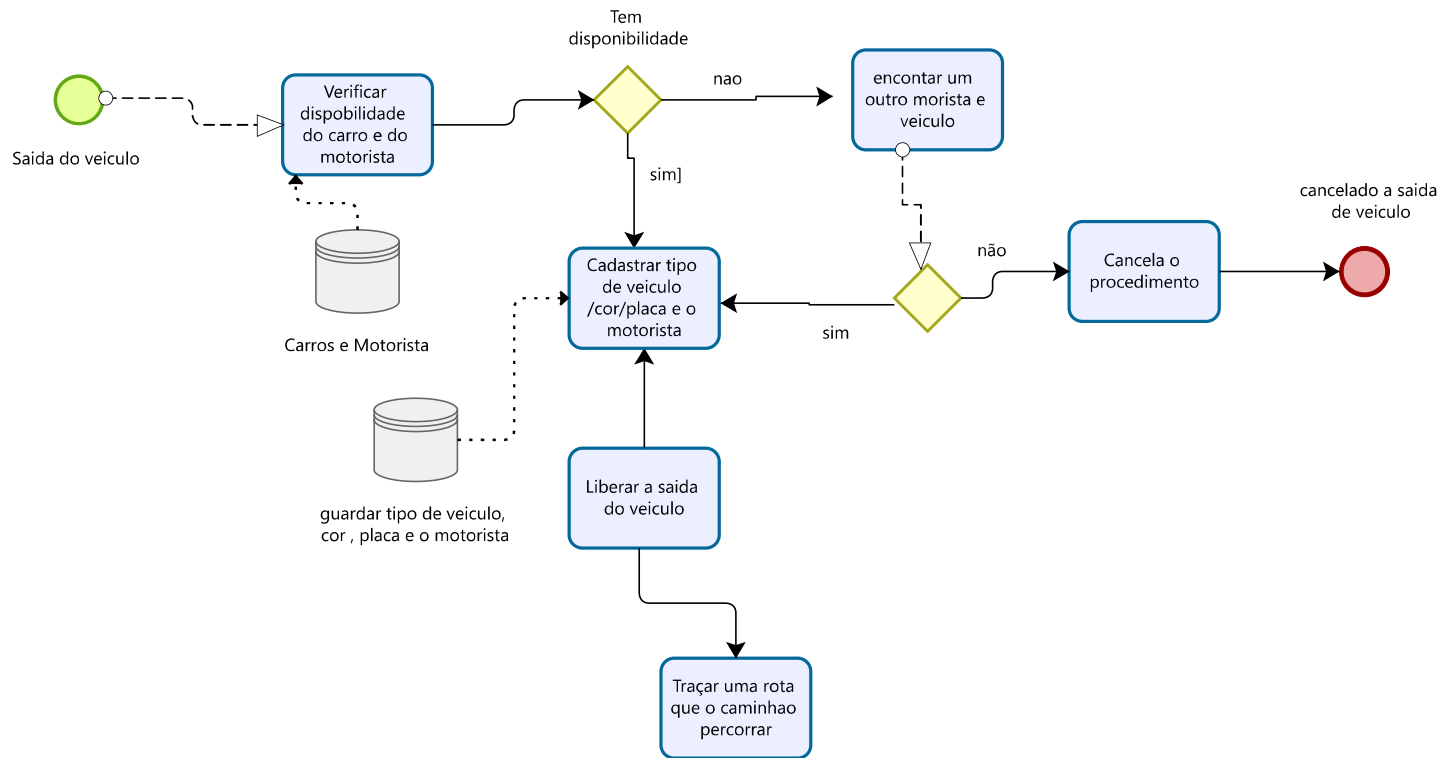 Tem
disponibilidade
nao
encontar um
outro morista e
veiculo
Verificar
dispobilidade
do carro e do
motorista
Saida do veiculo
sim]
cancelado a saida
de veiculo
não
Cancela o
procedimento
Cadastrar tipo
de veiculo
/cor/placa e o
motorista
sim
Carros e Motorista
Liberar a saida
do veiculo
guardar tipo de veiculo,
cor , placa e o motorista
Traçar uma rota
que o caminhao
percorrar